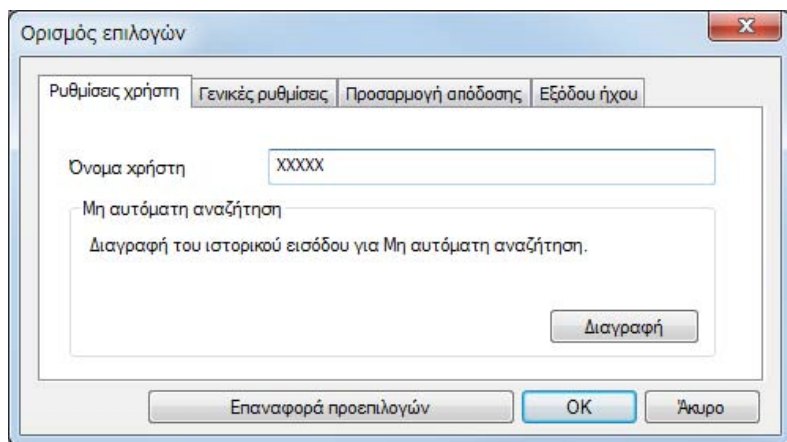 Ορισμός επιλογών
Ρυθμίσεις χρήστη Γενικές ρυθμίσεις Προσαρμογή απόδοσης Εξόδου ήχου
Όνομα χρήστη XXXXX
Μη αυτόματη αναζήτηση
Διαγραφή του ιστορικού εισόδου για Μη αυτόματη αναζήτηση.
Διαγραφή
Επαναφορά προεπιλογών OK Άκυρο